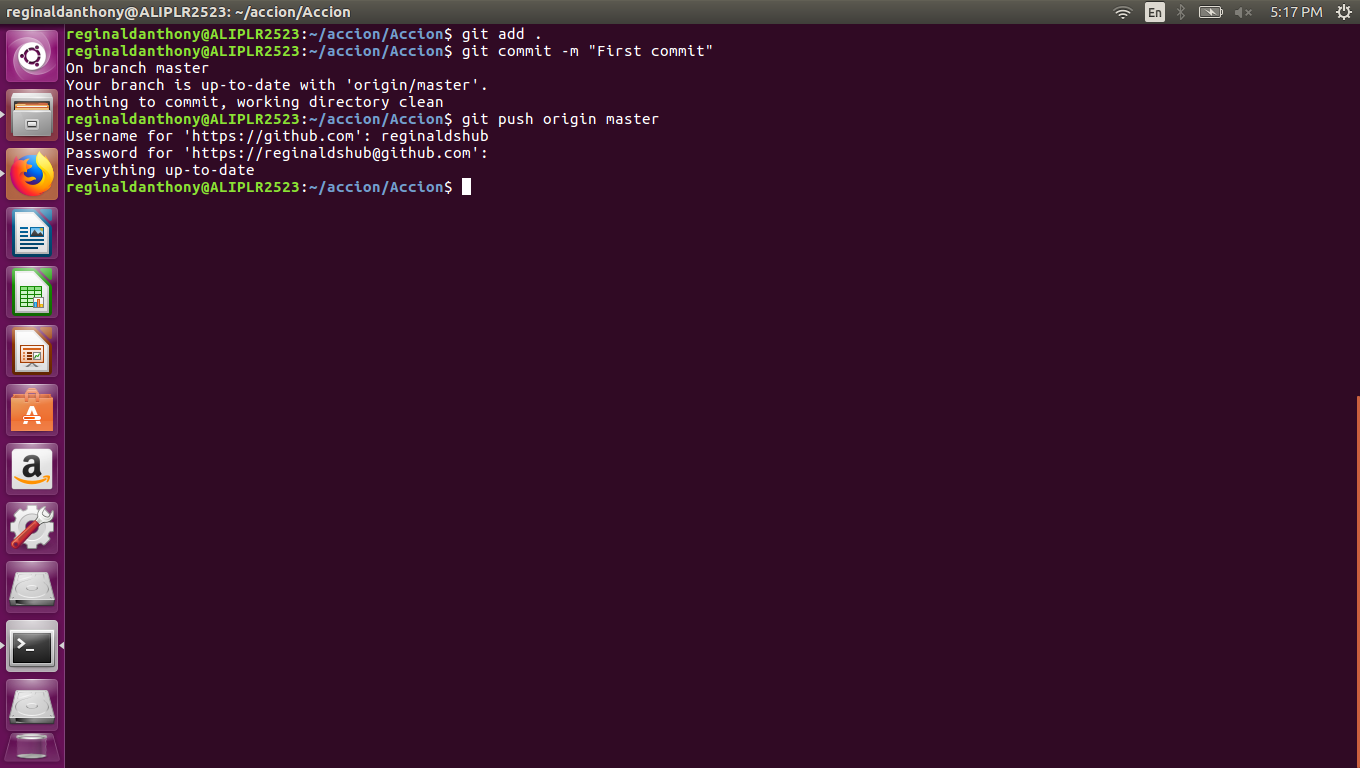 reginaldanthony@ALIPLR2523: ~/accion/Accion
En
5:17 PM
reginaldanthony@ALIPLR2523:~/accion/Accion$ git add .
reginaldanthony@ALIPLR2523:~/accion/Accion$ git commit -m "First commit"
On branch master
Your branch is up-to-date with 'origin/master'.
nothing to commit, working directory clean
reginaldanthony@ALIPLR2523:~/accion/Accion$ git push origin master
Username for 'https://github.com': reginaldshub
Password for 'https://reginaldshub@github.com':
Everything up-to-date
reginaldanthony@ALIPLR2523:~/accion/Accion$
A
a
>_